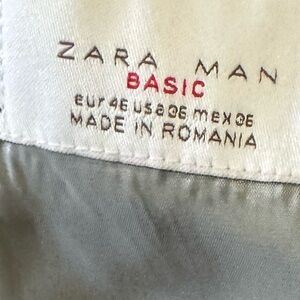 ZARA MAN
BASIC
eur 46 usa 36 mex 36
MADE IN ROMANIA